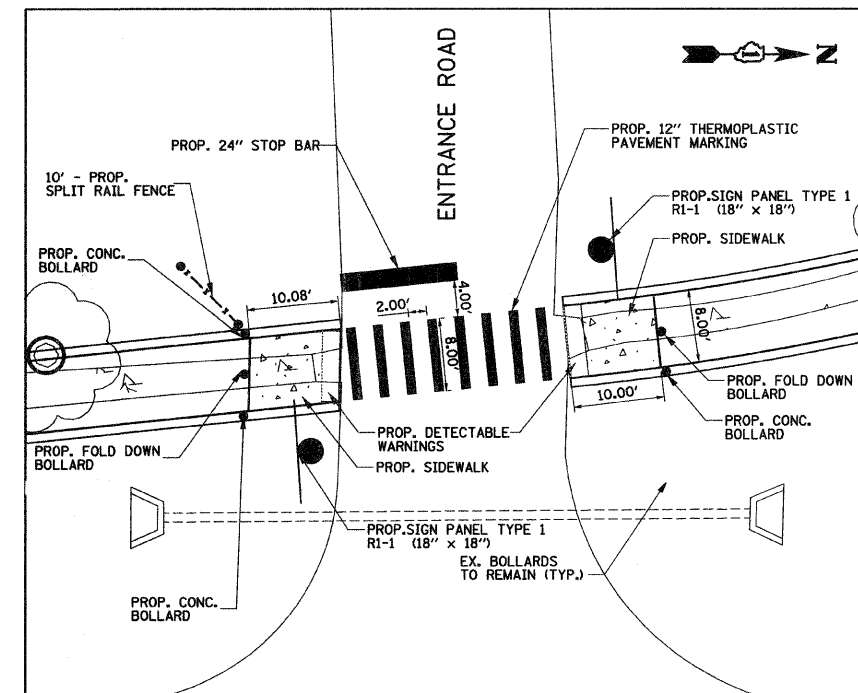 ENTRANCE ROAD
N
PROP. 24" STOP BAR
PROP. 12" THERMOPLASTIC
PAVEMENT MARKING
10' - PROP.
SPLIT RAIL FENCE
PROP.SIGN PANEL TYPE 1
R1-1 (18" x 18")
PROP. SIDEWALK
PROP. CONC.
BOLLARD
10.08'
2.00'
4.00'
8.00'
8.00'
10.00'
PROP. FOLD DOWN
BOLLARD
PROP. CONC.
BOLLARD
PROP. DETECTABLE
WARNINGS
PROP. FOLD DOWN
BOLLARD
PROP. SIDEWALK
PROP.SIGN PANEL TYPE 1
R1-1 (18" x 18")
EX. BOLLARDS
TO REMAIN (TYP.)
PROP. CONC.
BOLLARD